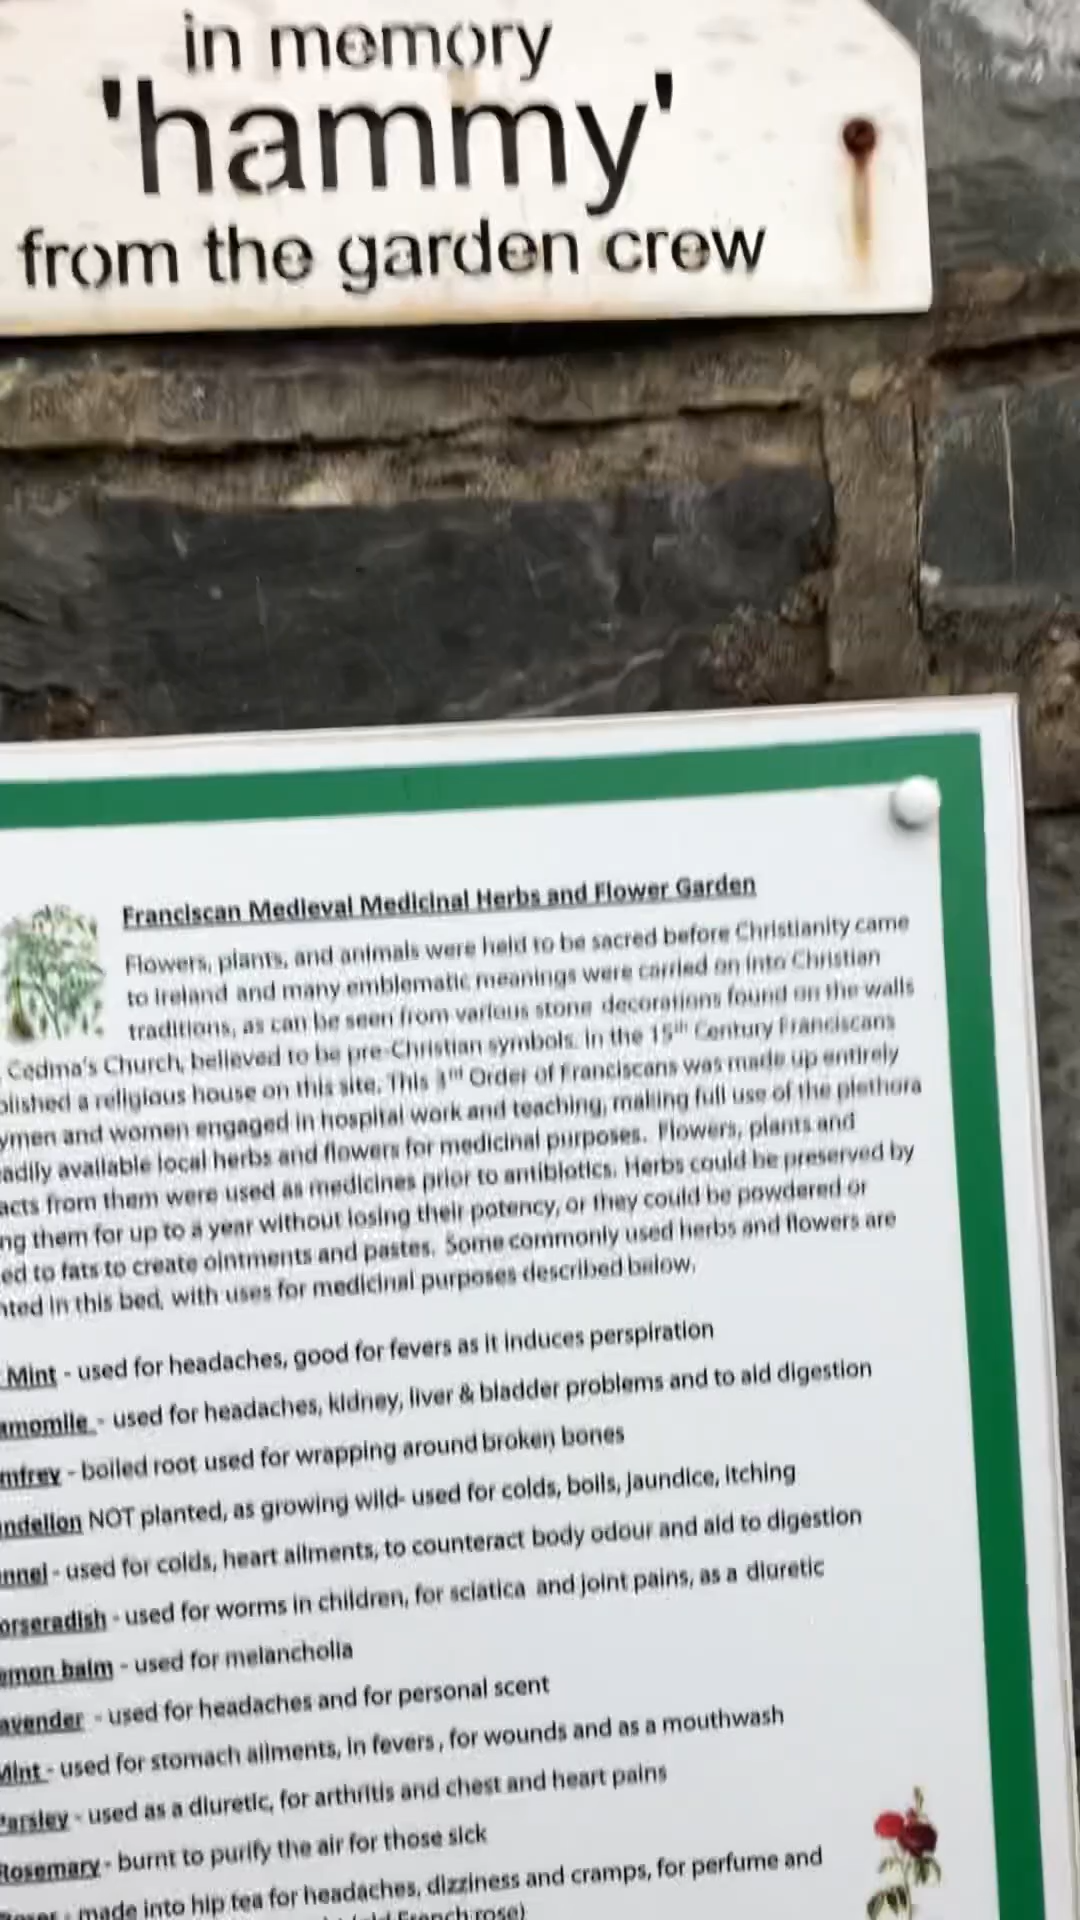 in memory
'hammy'
from the garden crew
Franciscan Medieval Medicinal Herbs and Flower Garden
Flowers, plants, and animals were held to be sacred before Christianity came
to Ireland and many emblematic meanings were carried on into Christian
traditions, as can be seen from various stone decorations found on the walls
Cedma's Church, believed to be pre-Christian symbols. In the 15th Century Franciscans
blished a religious house on this site. This 3rd Order of Franciscans was made up entirely
ymen and women engaged in hospital work and teaching, making full use of the plethora
eadily available local herbs and flowers for medicinal purposes. Flowers, plants and
acts from them were used as medicines prior to antibiotics. Herbs could be preserved by
ng them for up to a year without losing their potency, or they could be powdered or
ed to fats to create ointments and pastes. Some commonly used herbs and flowers are
nted in this bed, with uses for medicinal purposes described below.
Mint - used for headaches, good for fevers as it induces perspiration
amomile - used for headaches, kidney, liver & bladder problems and to aid digestion
mfrey - boiled root used for wrapping around broken bones
ndelion NOT planted, as growing wild- used for colds, boils, jaundice, itching
nnel - used for colds, heart ailments, to counteract body odour and aid to digestion
orseradish - used for worms in children, for sciatica and joint pains, as a diuretic
emon balm - used for melancholia
avender - used for headaches and for personal scent
Mint - used for stomach ailments, in fevers, for wounds and as a mouthwash
Parsley - used as a diuretic, for arthritis and chest and heart pains
Rosemary - burnt to purify the air for those sick
- made into hip tea for headaches, dizziness and cramps, for perfume and
French rose)